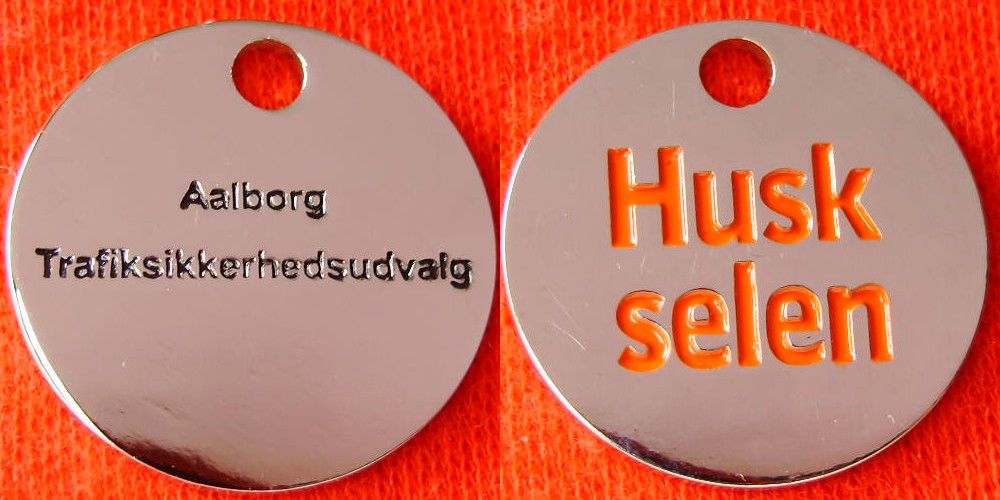 Aalborg
Trafiksikkerhedsudvalg
Husk
selen